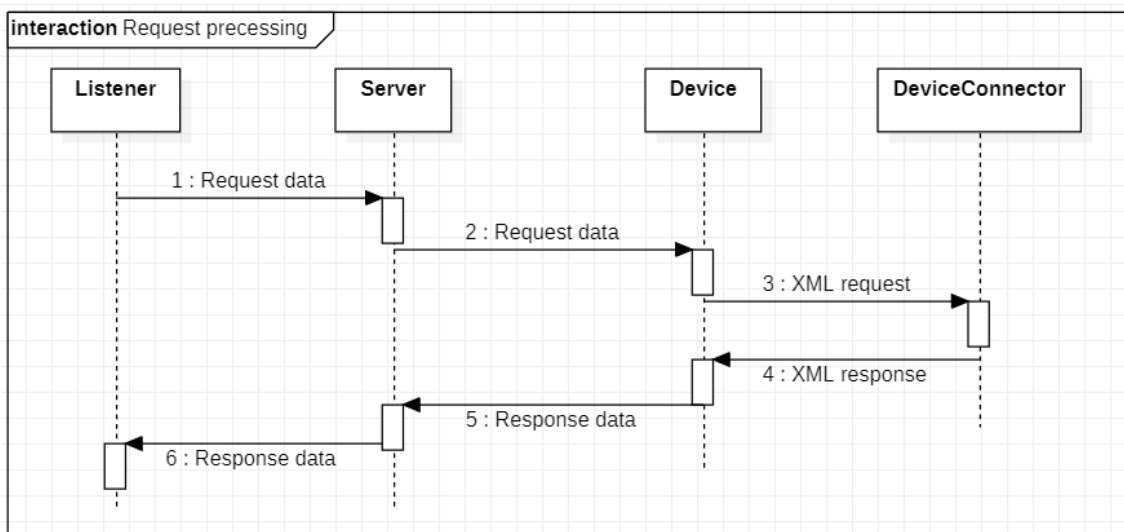 interaction Request precessing
Listener
Server
Device
DeviceConnector
1 : Request data
2 : Request data
3 : XML request
4 : XML response
5 : Response data
6 : Response data